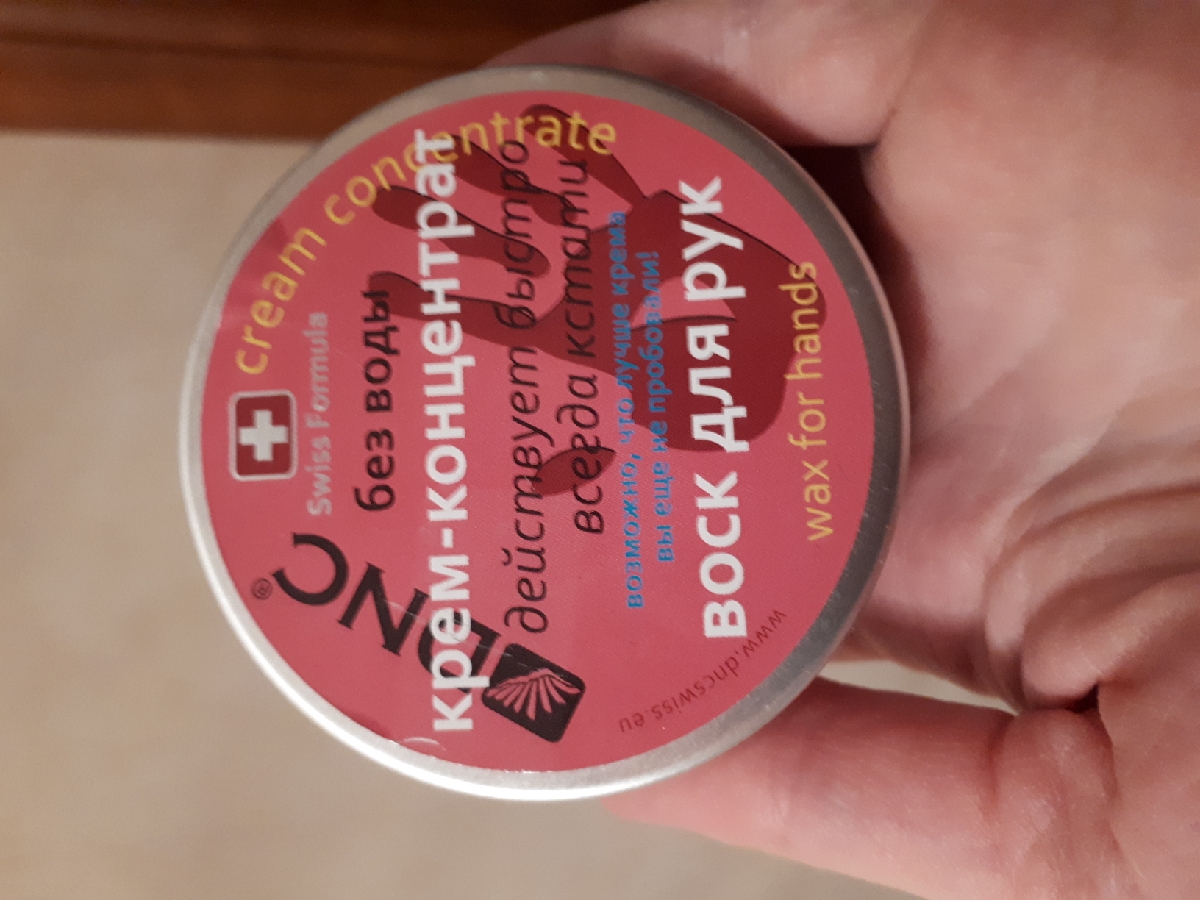 cream concentrate
Swiss Formula
DNC®
без воды
крем-концентрат
действует быстро
всегда кстати
возможно, что лучше крема
вы еще не пробовали!
воск для рук
wax for hands
www.dncswiss.eu